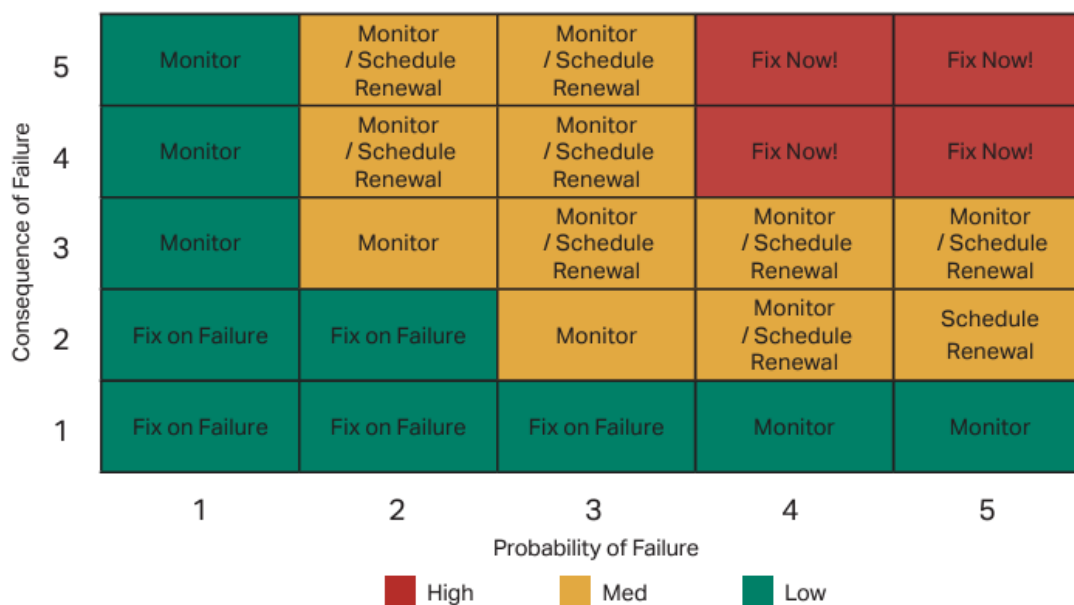 Consequence of Failure
5
Monitor
Monitor
/ Schedule
Renewal
Monitor
/ Schedule
Renewal
Fix Now!
Fix Now!
4
Monitor
Monitor
/ Schedule
Renewal
Monitor
/ Schedule
Renewal
Fix Now!
Fix Now!
3
Monitor
Monitor
Monitor
/ Schedule
Renewal
Monitor
/ Schedule
Renewal
Monitor
/ Schedule
Renewal
2
Fix on Failure
Fix on Failure
Monitor
Monitor
/ Schedule
Renewal
Schedule
Renewal
1
Fix on Failure
Fix on Failure
Fix on Failure
Monitor
Monitor
1
2
3
4
5
Probability of Failure
High
Med
Low